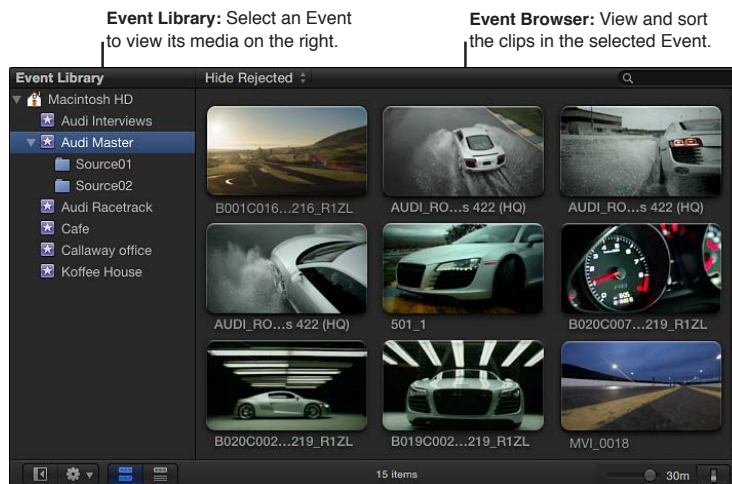 Event Library: Select an Event
to view its media on the right.
Event Browser: View and sort
the clips in the selected Event.
Event Library
Hide Rejected
Macintosh HD
Audi Interviews
Audi Master
Source01
Source02
Audi Racetrack
Cafe
Callaway office
Koffee House
B001C016...216_R1ZL
AUDI_RO...s 422 (HQ)
AUDI_RO...s 422 (HQ)
AUDI_RO...s 422 (HQ)
501_1
B020C007...219_R1ZL
B020C002...219_R1ZL
B019C002...219_R1ZL
MVI_0018
15 items
30m